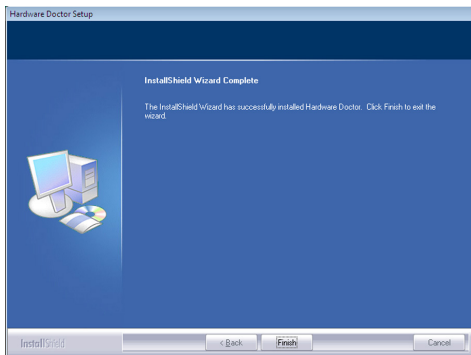 Hardware Doctor Setup
InstallShield Wizard Complete
The InstallShield Wizard has successfully installed Hardware Doctor. Click Finish to exit the
wizard.
InstallShield
< Back Finish Cancel